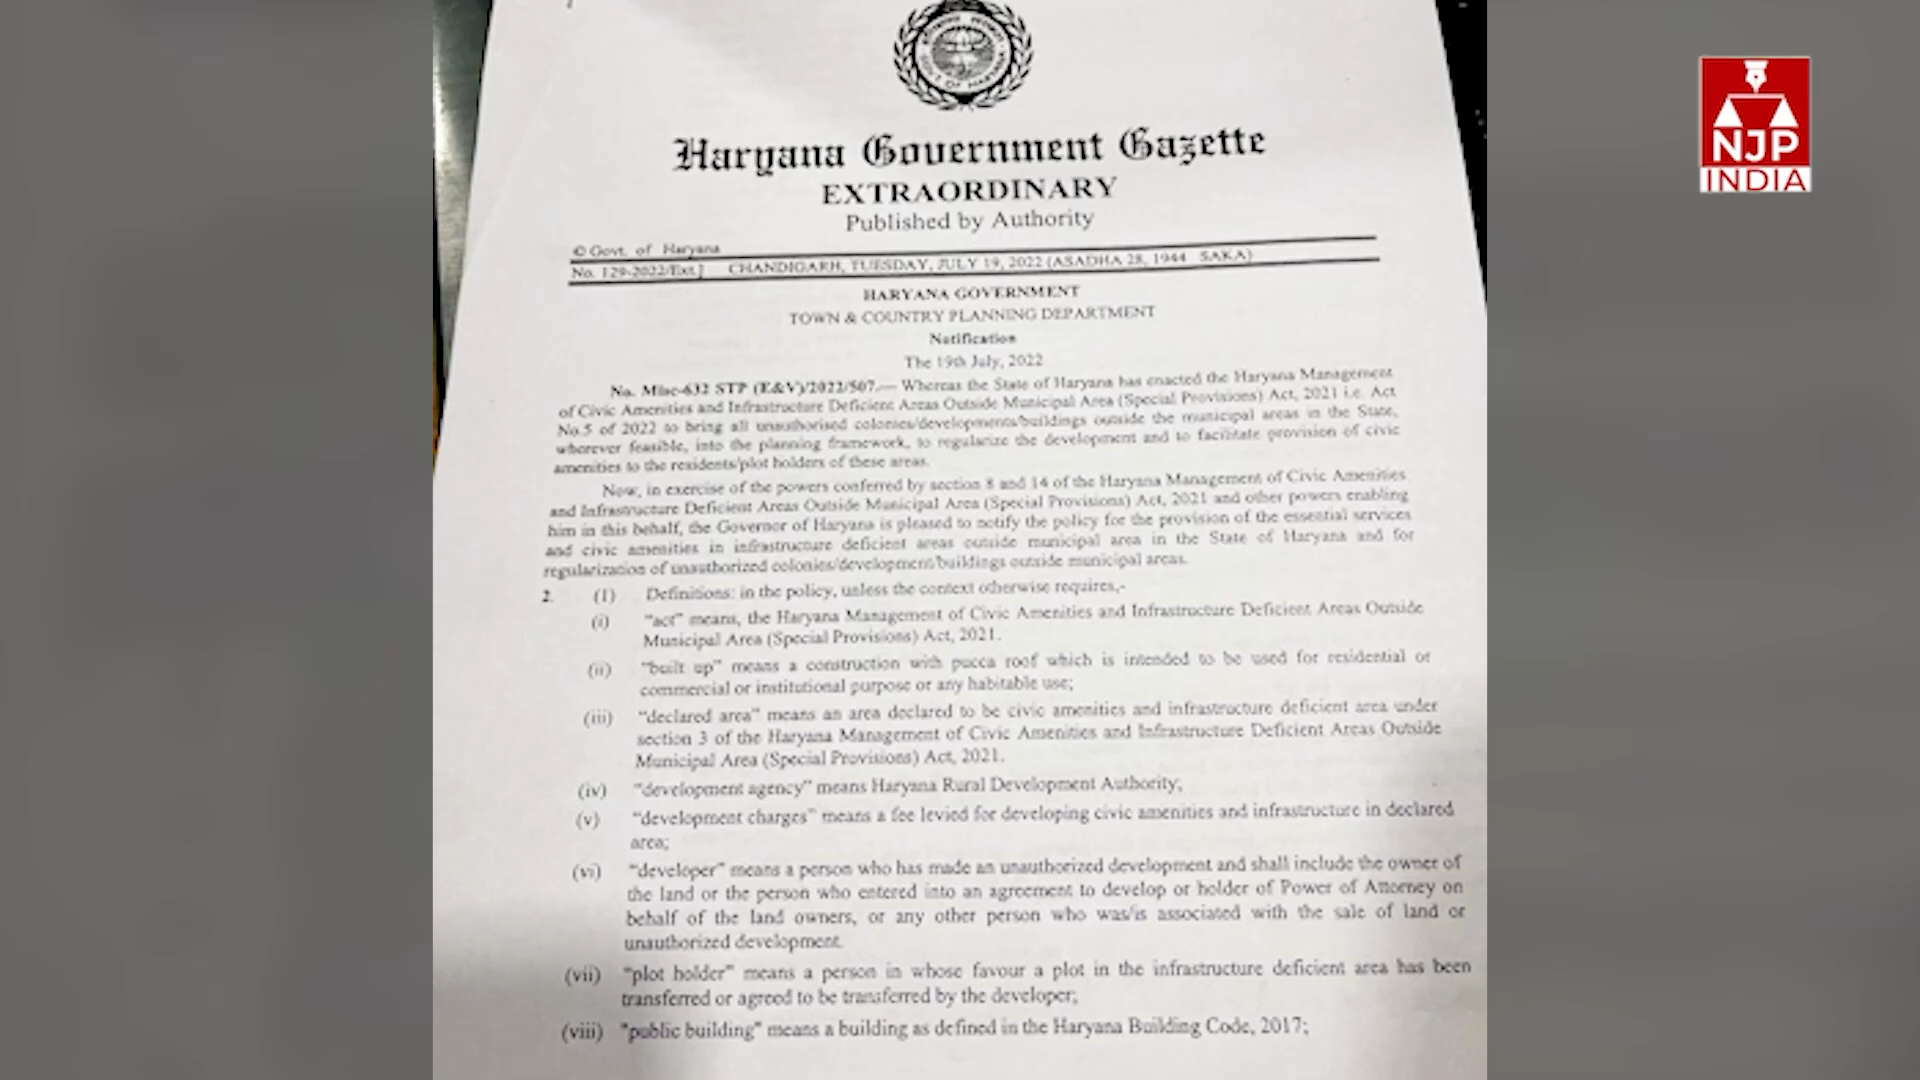 GOVT OF HARYANA
Haryana Government Gazette
EXTRAORDINARY
Published by Authority
© Govt. of Haryana
No. 129-2022/Ext.] CHANDIGARH, TUESDAY, JULY 19, 2022 (ASADHA 28, 1944 SAKA)
HARYANA GOVERNMENT
TOWN & COUNTRY PLANNING DEPARTMENT
Notification
The 19th July, 2022
No. Misc-632 STP (E&V)/2022/507.— Whereas the State of Haryana has enacted the Haryana Management
of Civic Amenities and Infrastructure Deficient Areas Outside Municipal Area (Special Provisions) Act, 2021 i.e. Act
No.5 of 2022 to bring all unauthorised colonies/developments/buildings outside the municipal areas in the State,
wherever feasible, into the planning framework, to regularize the development and to facilitate provision of civic
amenities to the residents/plot holders of these areas.
Now, in exercise of the powers conferred by section 8 and 14 of the Haryana Management of Civic Amenities
and Infrastructure Deficient Areas Outside Municipal Area (Special Provisions) Act, 2021 and other powers enabling
him in this behalf, the Governor of Haryana is pleased to notify the policy for the provision of the essential services
and civic amenities in infrastructure deficient areas outside municipal area in the State of Haryana and for
regularization of unauthorized colonies/development/buildings outside municipal areas.
2. (1) Definitions: in the policy, unless the context otherwise requires,-
(i) "act" means, the Haryana Management of Civic Amenities and Infrastructure Deficient Areas Outside
Municipal Area (Special Provisions) Act, 2021.
(ii) "built up" means a construction with pucca roof which is intended to be used for residential or
commercial or institutional purpose or any habitable use;
(iii) "declared area" means an area declared to be civic amenities and infrastructure deficient area under
section 3 of the Haryana Management of Civic Amenities and Infrastructure Deficient Areas Outside
Municipal Area (Special Provisions) Act, 2021.
(iv) "development agency" means Haryana Rural Development Authority;
(v) "development charges" means a fee levied for developing civic amenities and infrastructure in declared
area;
(vi) "developer" means a person who has made an unauthorized development and shall include the owner of
the land or the person who entered into an agreement to develop or holder of Power of Attorney on
behalf of the land owners, or any other person who was/is associated with the sale of land or
unauthorized development.
(vii) "plot holder" means a person in whose favour a plot in the infrastructure deficient area has been
transferred or agreed to be transferred by the developer;
(viii) "public building" means a building as defined in the Haryana Building Code, 2017;
NJP
INDIA